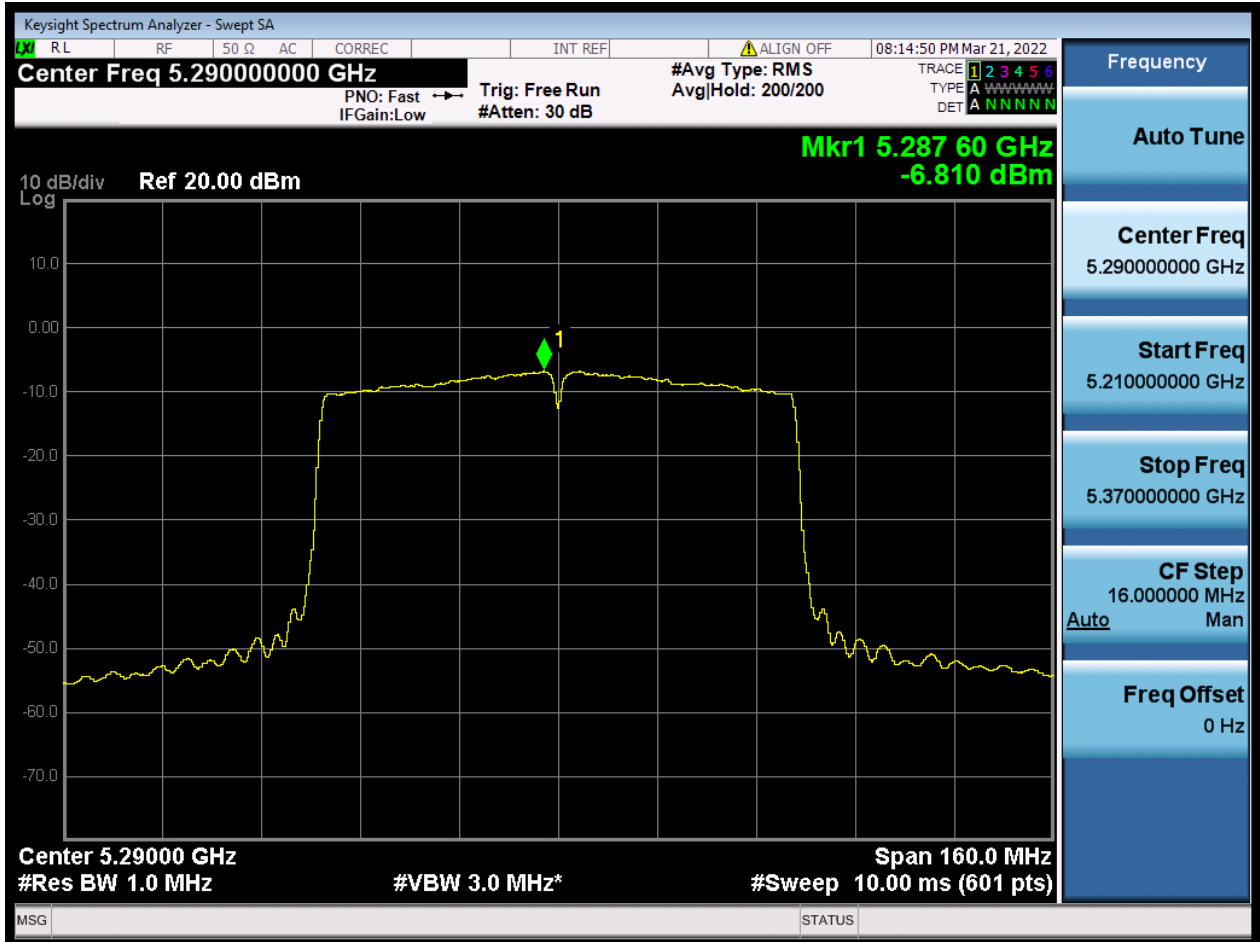 Keysight Spectrum Analyzer - Swept SA
LXI RL RF 50 Ω AC CORREC INT REF ALIGN OFF 08:14:50 PM Mar 21, 2022
Center Freq 5.290000000 GHz
PNO: Fast
IFGain:Low
Trig: Free Run
#Atten: 30 dB
#Avg Type: RMS
Avg|Hold: 200/200
TRACE 1 2 3 4 5 6
TYPE A WWWWW
DET A N N N N N
Mkr1 5.287 60 GHz
-6.810 dBm
10 dB/div Ref 20.00 dBm
Log
10.0
0.00
-10.0
-20.0
-30.0
-40.0
-50.0
-60.0
-70.0
1
Center 5.29000 GHz Span 160.0 MHz
#Res BW 1.0 MHz #VBW 3.0 MHz* #Sweep 10.00 ms (601 pts)
MSG STATUS
Frequency
Auto Tune
Center Freq
5.290000000 GHz
Start Freq
5.210000000 GHz
Stop Freq
5.370000000 GHz
CF Step
16.000000 MHz
Auto Man
Freq Offset
0 Hz